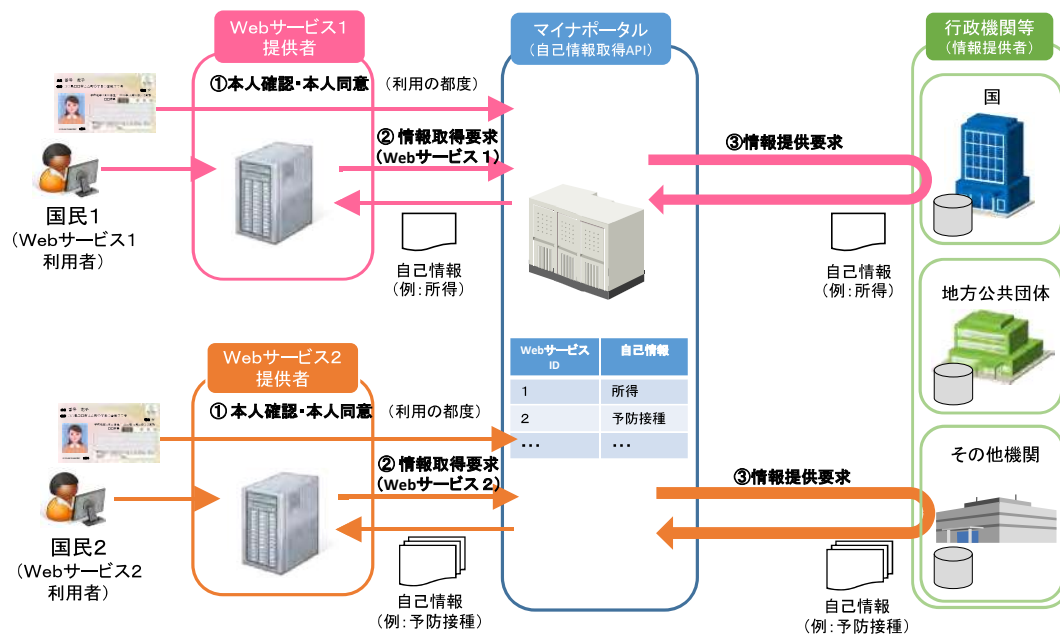 Webサービス1
提供者
マイナポータル
(自己情報取得API)
行政機関等
(情報提供者)
①本人確認・本人同意 (利用の都度)
国
② 情報取得要求
(Webサービス 1)
③情報提供要求
国民1
(Webサービス1
利用者)
自己情報
(例:所得)
自己情報
(例:所得)
地方公共団体
Webサービス
ID
自己情報
1 所得
2 予防接種
・・・ ・・・
Webサービス2
提供者
① 本人確認・本人同意 (利用の都度)
その他機関
② 情報取得要求
(Webサービス 2)
③情報提供要求
国民2
(Webサービス2
利用者)
自己情報
(例:予防接種)
自己情報
(例:予防接種)